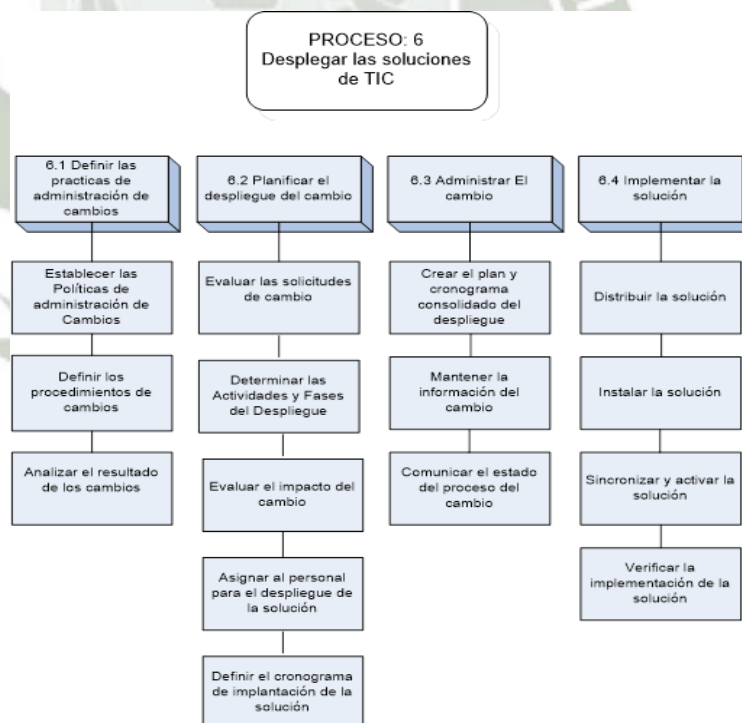 PROCESO: 6
Desplegar las soluciones
de TIC
6.1 Definir las
practicas de
administración de
cambios
Establecer las
Políticas de
administración de
Cambios
Definir los
procedimientos de
cambios
Analizar el resultado
de los cambios
6.2 Planificar el
despliegue del cambio
Evaluar las solicitudes
de cambio
Determinar las
Actividades y Fases
del Despliegue
Evaluar el impacto del
cambio
Asignar al personal
para el despliegue de
la solución
Definir el cronograma
de implantación de la
solución
6.3 Administrar El
cambio
Crear el plan y
cronograma
consolidado del
despliegue
Mantener la
información del
cambio
Comunicar el estado
del proceso del
cambio
6.4 Implementar la
solución
Distribuir la solución
Instalar la solución
Sincronizar y activar la
solución
Verificar la
implementación de la
solución